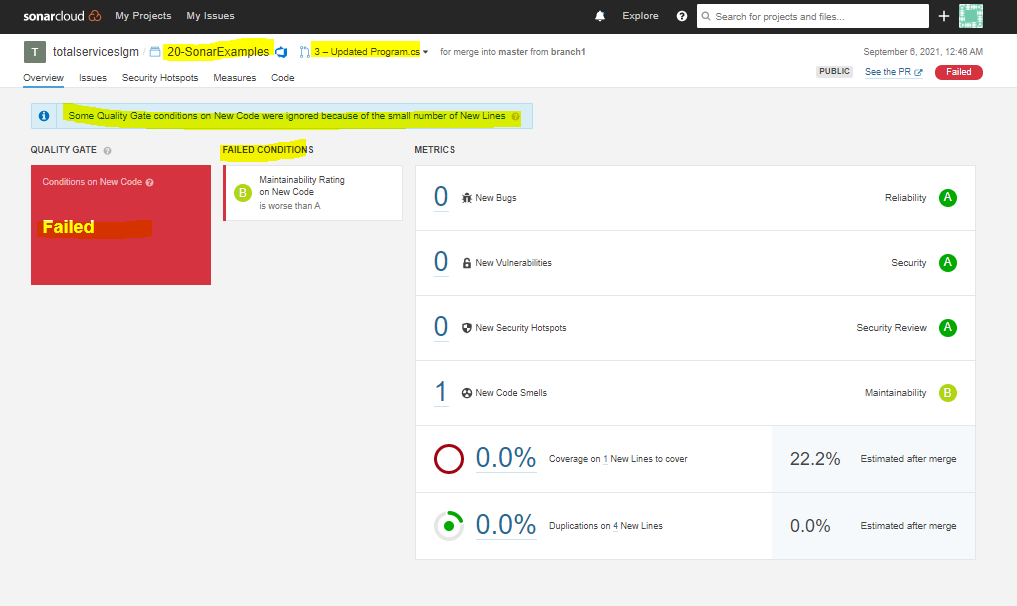 sonarcloud My Projects My Issues Explore Search for projects and files...
T totalserviceslgm / 20-SonarExamples 3 – Updated Program.cs for merge into master from branch1 September 6, 2021, 12:46 AM
Overview Issues Security Hotspots Measures Code PUBLIC See the PR Failed
Some Quality Gate conditions on New Code were ignored because of the small number of New Lines
QUALITY GATE FAILED CONDITIONS METRICS
Conditions on New Code
Failed
B Maintainability Rating
on New Code
is worse than A
0 New Bugs Reliability A
0 New Vulnerabilities Security A
0 New Security Hotspots Security Review A
1 New Code Smells Maintainability B
0.0% Coverage on 1 New Lines to cover 22.2% Estimated after merge
0.0% Duplications on 4 New Lines 0.0% Estimated after merge